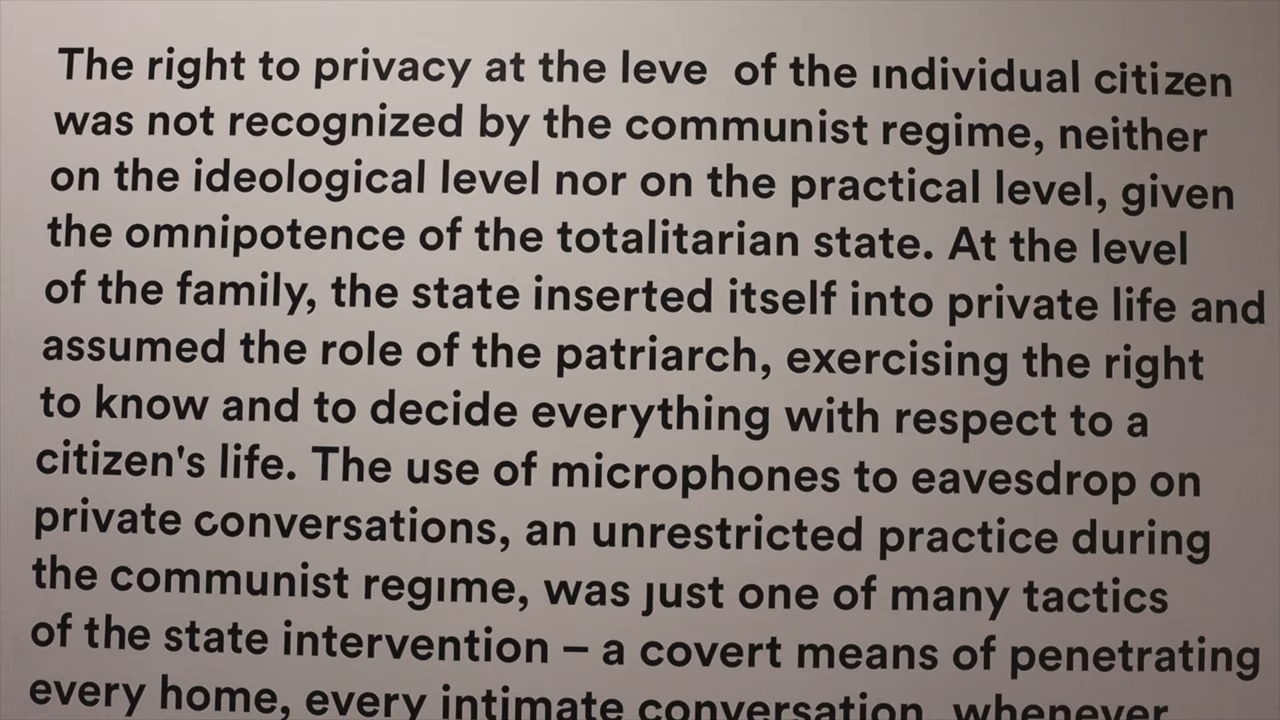 The right to privacy at the leve of the ındividual citizen
was not recognized by the communist regime, neither
on the ideological level nor on the practical level, given
the omnipotence of the totalitarian state. At the level
of the family, the state inserted itself into private life and
assumed the role of the patriarch, exercising the right
to know and to decide everything with respect to a
citizen's life. The use of microphones to eavesdrop on
private conversations, an unrestricted practice during
the communist regıme, was ȷust one of many tactics
of the state intervention – a covert means of penetrating
every home, every intimate conversation, whenever